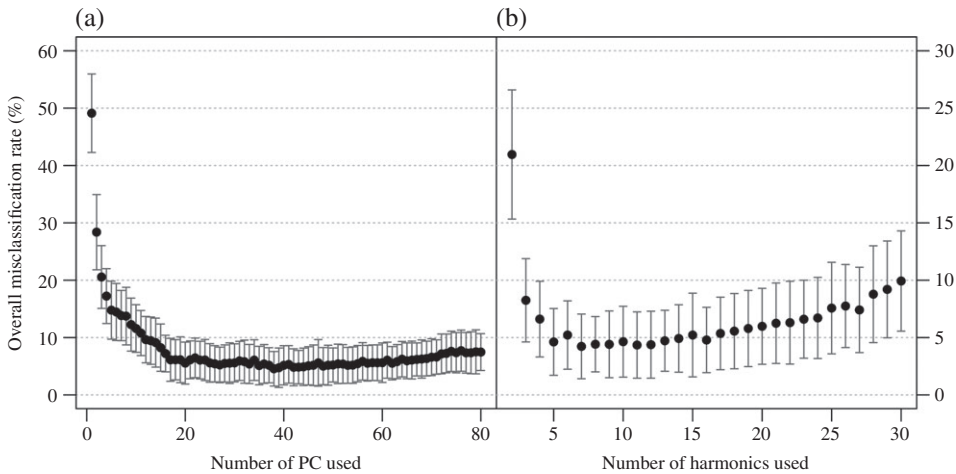 (a)
(b)
Overall misclassification rate (%)
60
50
40
30
20
10
0
30
25
20
15
10
5
0
0 20 40 60 80
5 10 15 20 25 30
Number of PC used
Number of harmonics used